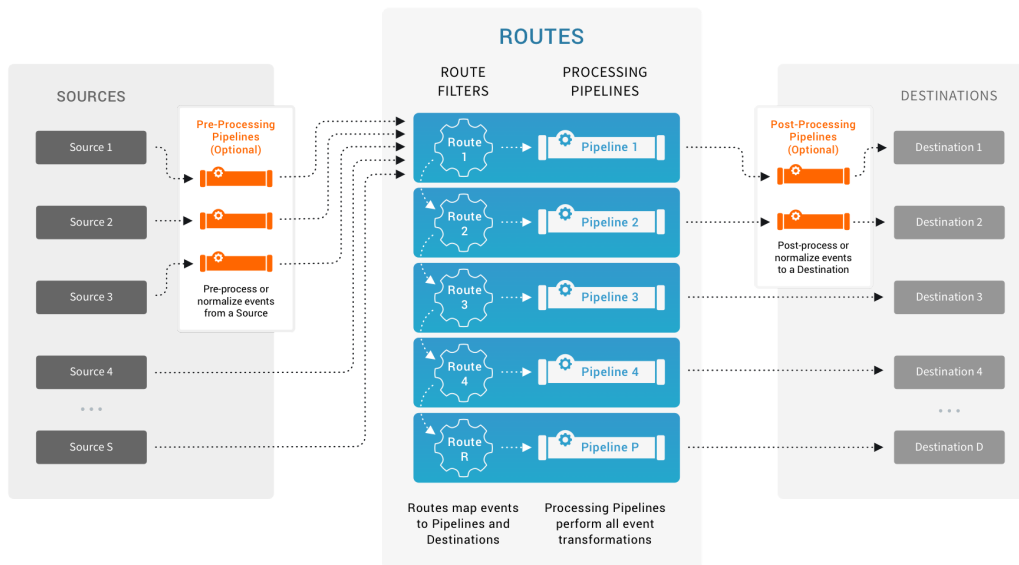 ROUTES
SOURCES
Pre-Processing
Pipelines
(Optional)
Source 1
Source 2
Source 3
Pre-process or
normalize events
from a Source
Source 4
Source S
ROUTE
FILTERS
PROCESSING
PIPELINES
Route
1
Pipeline 1
Route
2
Pipeline 2
Route
3
Pipeline 3
Route
4
Pipeline 4
Route
R
Pipeline P
Routes map events
to Pipelines and
Destinations
Processing Pipelines
perform all event
transformations
DESTINATIONS
Post-Processing
Pipelines
(Optional)
Post-process or
normalize events
to a Destination
Destination 1
Destination 2
Destination 3
Destination 4
Destination D